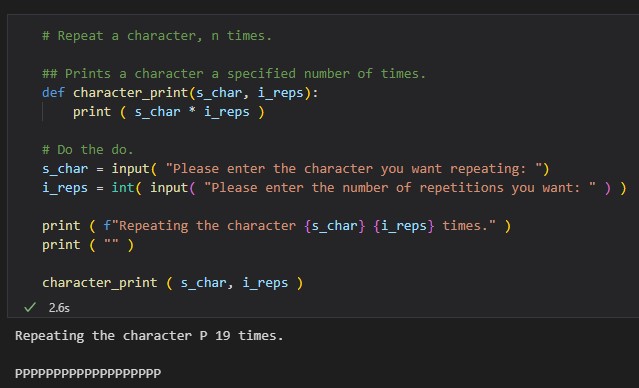 # Repeat a character, n times.
## Prints a character a specified number of times.
def character_print(s_char, i_reps):
    print ( s_char * i_reps )
# Do the do.
s_char = input( "Please enter the character you want repeating: ")
i_reps = int( input( "Please enter the number of repetitions you want: " ) )
print ( f"Repeating the character {s_char} {i_reps} times." )
print ( "" )
character_print ( s_char, i_reps )
2.6s
Repeating the character P 19 times.
PPPPPPPPPPPPPPPPPPP